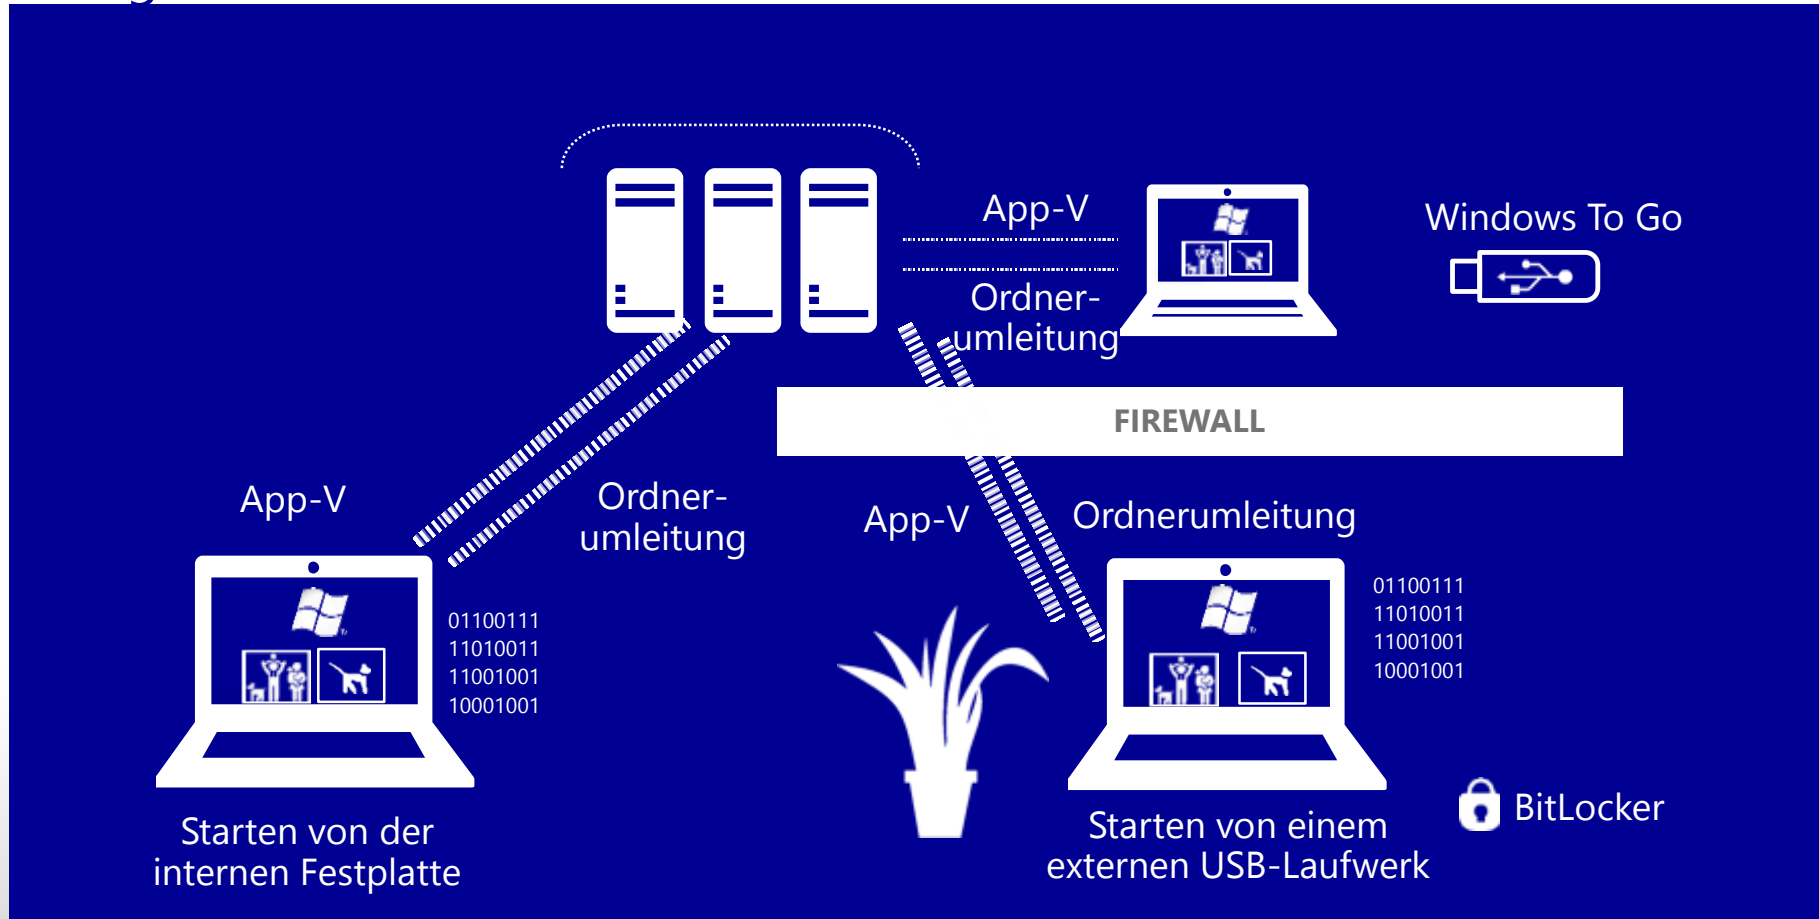 App-V
Windows To Go
Ordner-
umleitung
FIREWALL
App-V
Ordner-
umleitung
App-V
Ordnerumleitung
01100111
11010011
11001001
10001001
01100111
11010011
11001001
10001001
Starten von der
internen Festplatte
Starten von einem
externen USB-Laufwerk
BitLocker